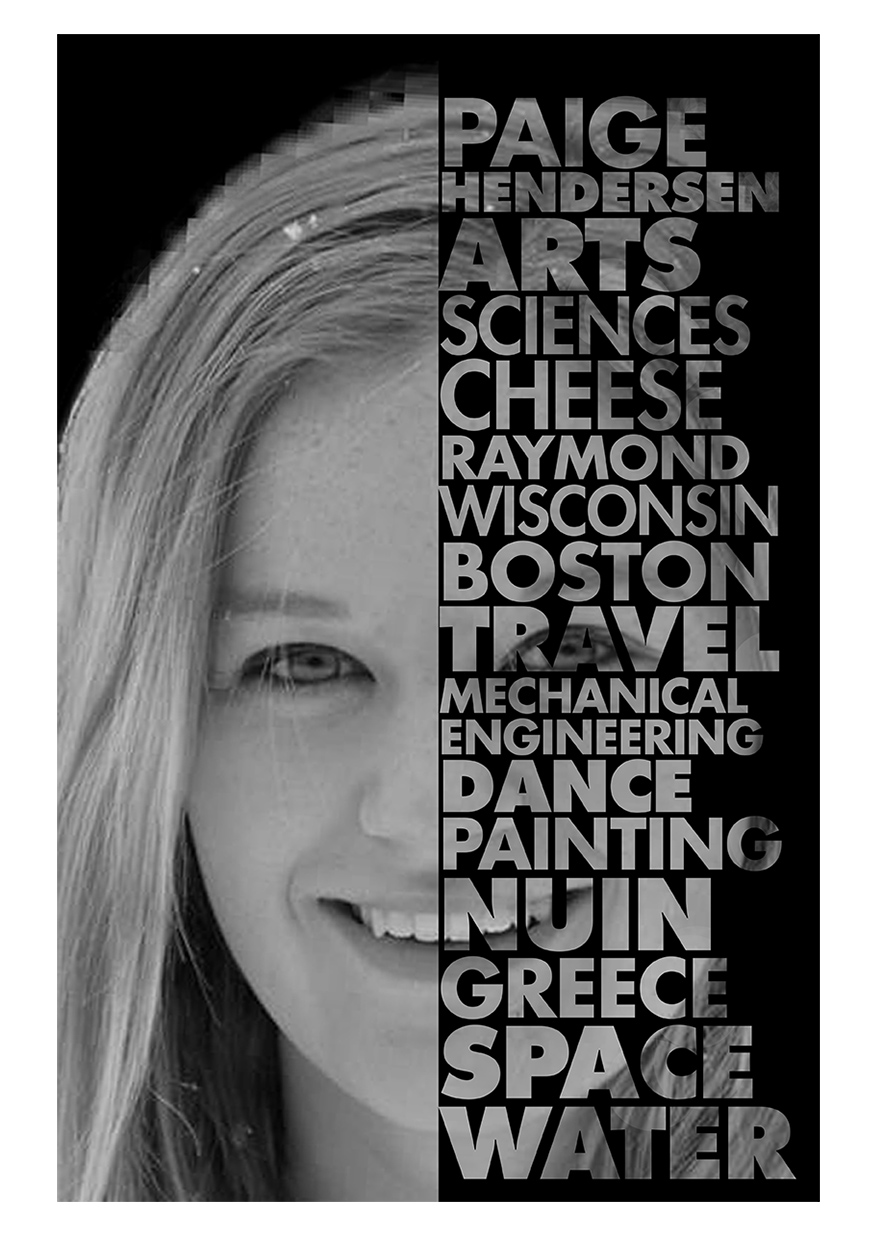 PAIGE
HENDERSEN
ARTS
SCIENCES
CHEESE
RAYMOND
WISCONSIN
BOSTON
TRAVEL
MECHANICAL
ENGINEERING
DANCE
PAINTING
NUIN
GREECE
SPACE
WATER